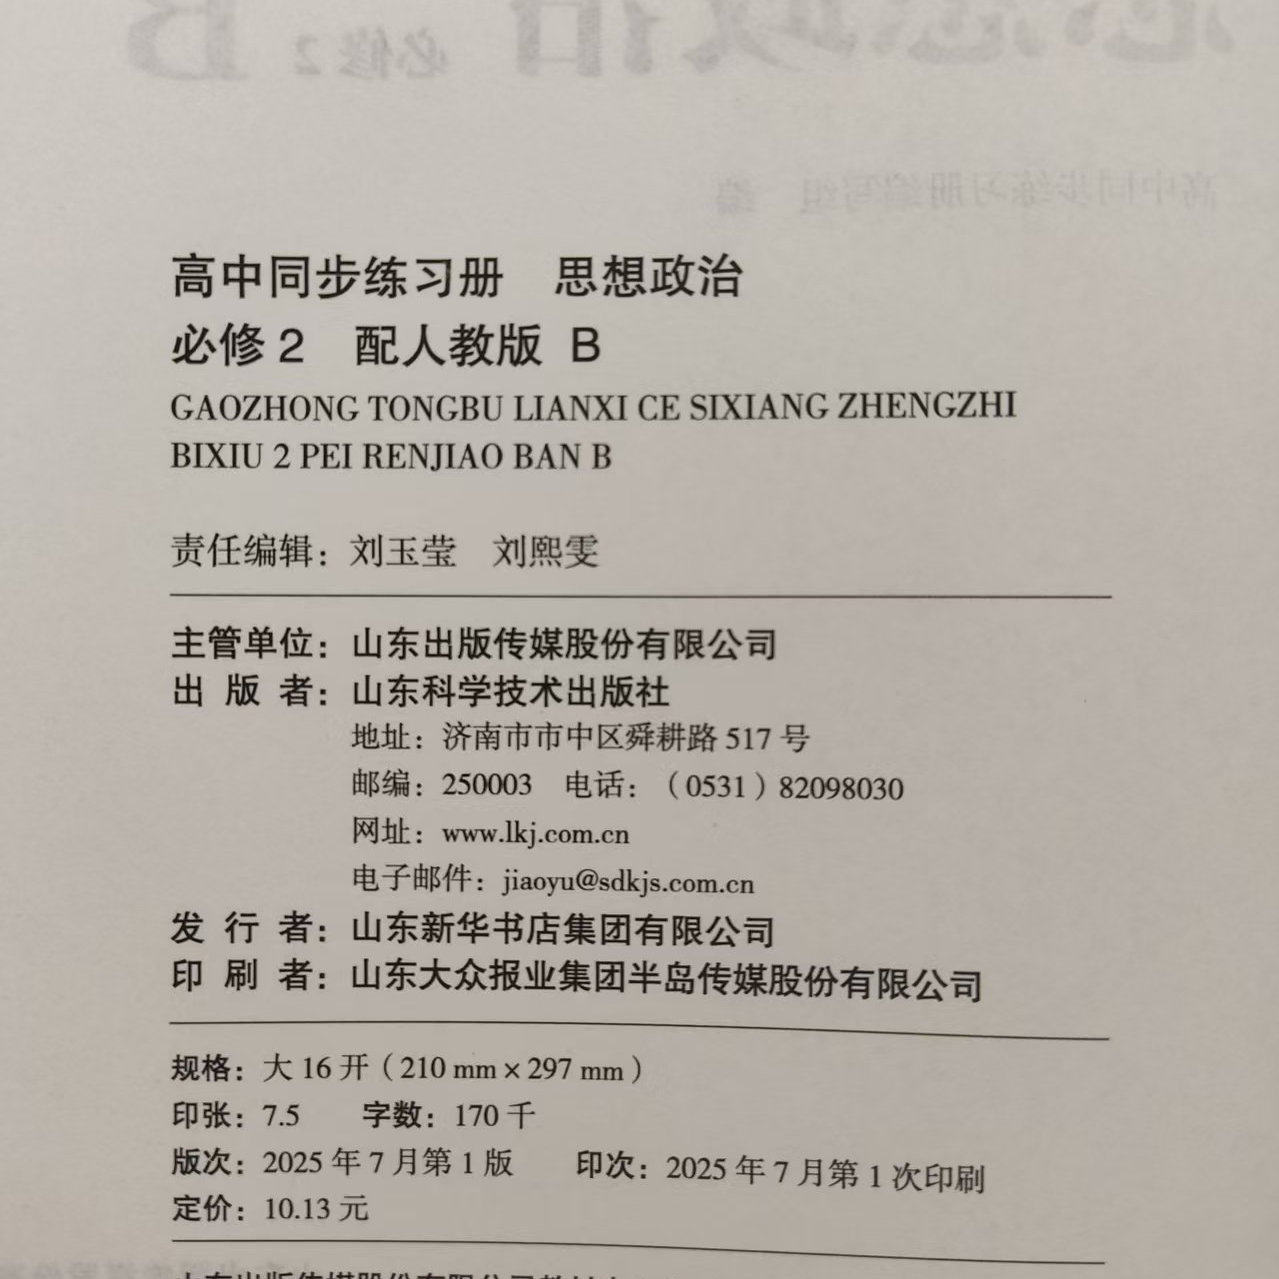 高中同步练习册 思想政治
必修 2 配人教版 B
GAOZHONG TONGBU LIANXI CE SIXIANG ZHENGZHI
BIXIU 2 PEI RENJIAO BAN B
责任编辑：刘玉莹 刘熙雯
主管单位：山东出版传媒股份有限公司
出 版 者：山东科学技术出版社
地址：济南市市中区舜耕路 517 号
邮编：250003 电话：（0531）82098030
网址：www.lkj.com.cn
电子邮件：jiaoyu@sdkjs.com.cn
发 行 者：山东新华书店集团有限公司
印 刷 者：山东大众报业集团半岛传媒股份有限公司
规格：大 16 开（210 mm × 297 mm）
印张：7.5 字数：170 千
版次：2025 年 7 月第 1 版 印次：2025 年 7 月第 1 次印刷
定价：10.13 元